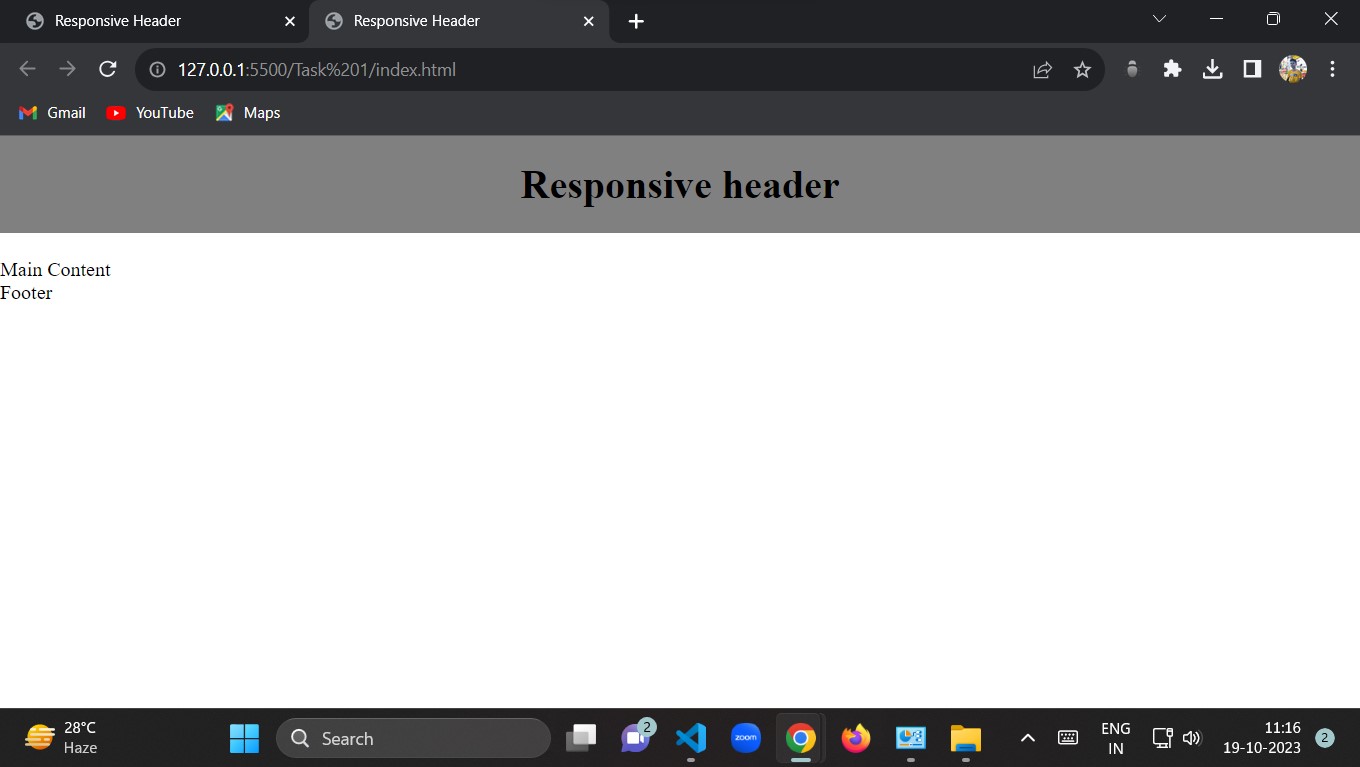 Responsive Header
Responsive Header
127.0.0.1:5500/Task%201/index.html
Gmail YouTube Maps
Responsive header
Main Content
Footer
28°C
Haze
Search
2
zoom
ENG
IN
11:16
19-10-2023
2